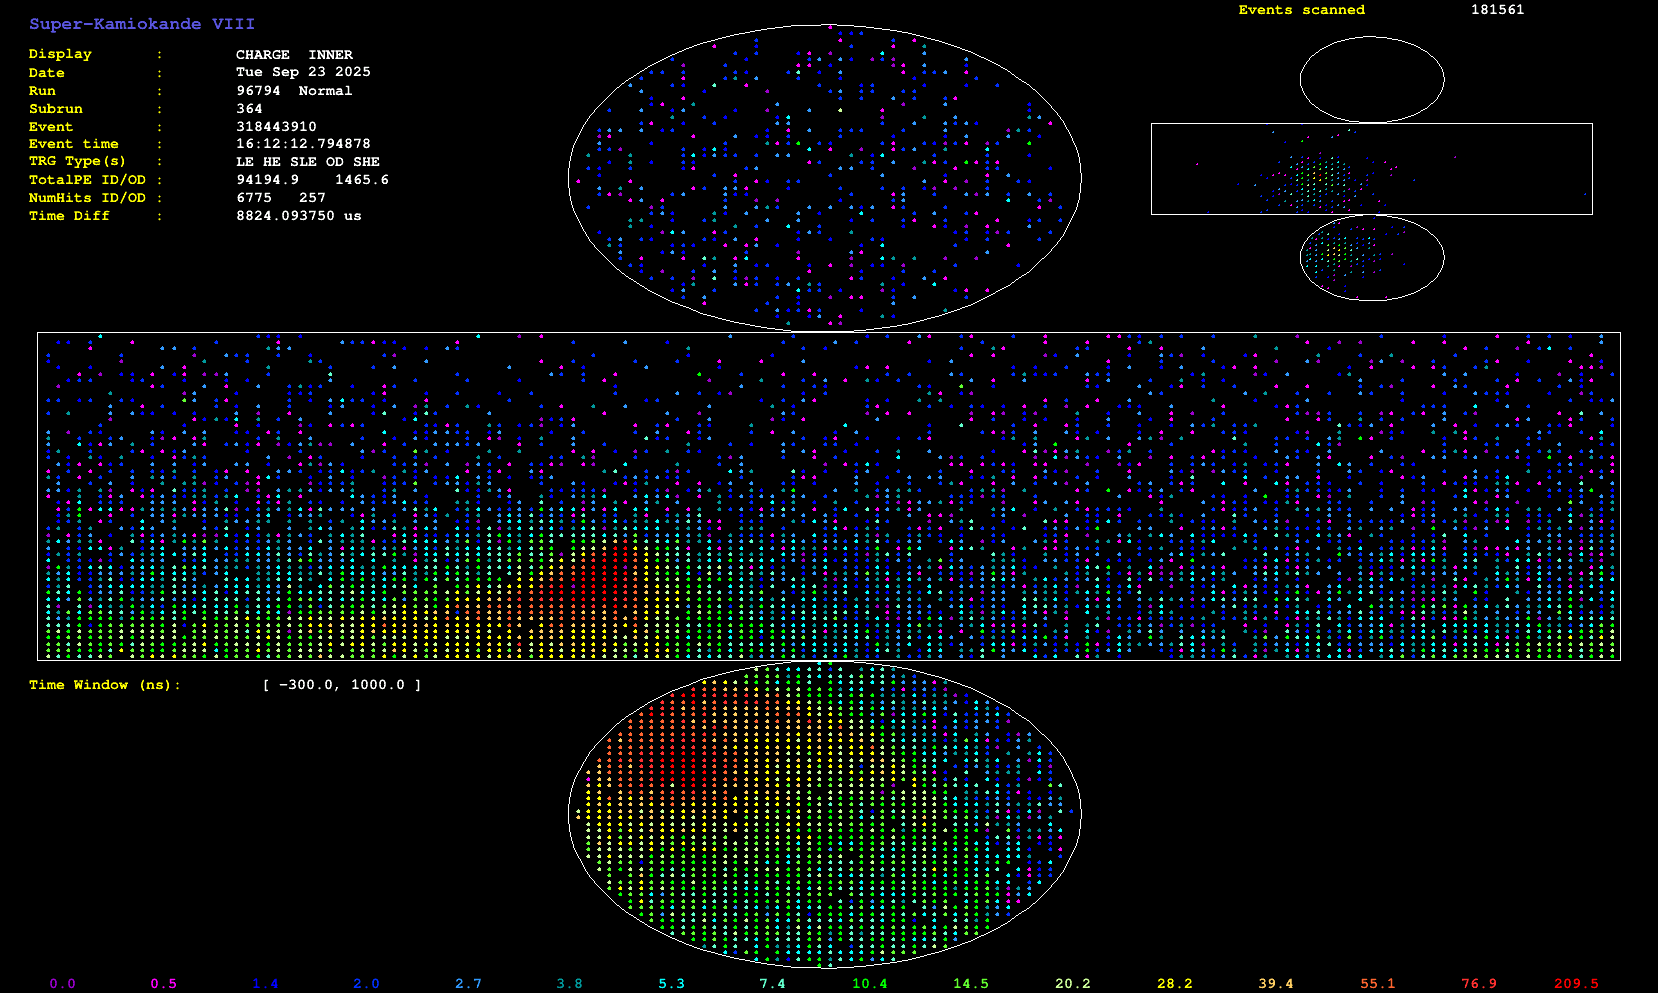 Super-Kamiokande VIII
Events scanned 181561
Display : CHARGE INNER
Date : Tue Sep 23 2025
Run : 96794 Normal
Subrun : 364
Event : 318443910
Event time : 16:12:12.794878
TRG Type(s) : LE HE SLE OD SHE
TotalPE ID/OD : 94194.9 1465.6
NumHits ID/OD : 6775 257
Time Diff : 8824.093750 us
Time Window (ns): [ -300.0, 1000.0 ]
0.0 0.5 1.4 2.0 2.7 3.8 5.3 7.4 10.4 14.5 20.2 28.2 39.4 55.1 76.9 209.5